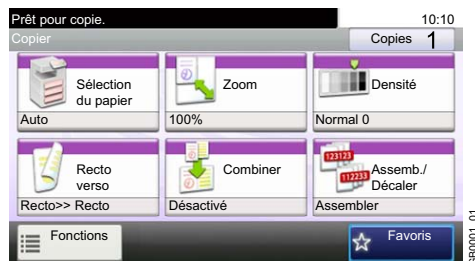 Prêt pour copie.
10:10
Copier
Copies 1
Sélection
du papier
Auto
Zoom
100%
Densité
Normal 0
Recto
verso
Recto>> Recto
Combiner
Désactivé
123123
112233
Assemb./
Décaler
Assembler
Fonctions
Favoris